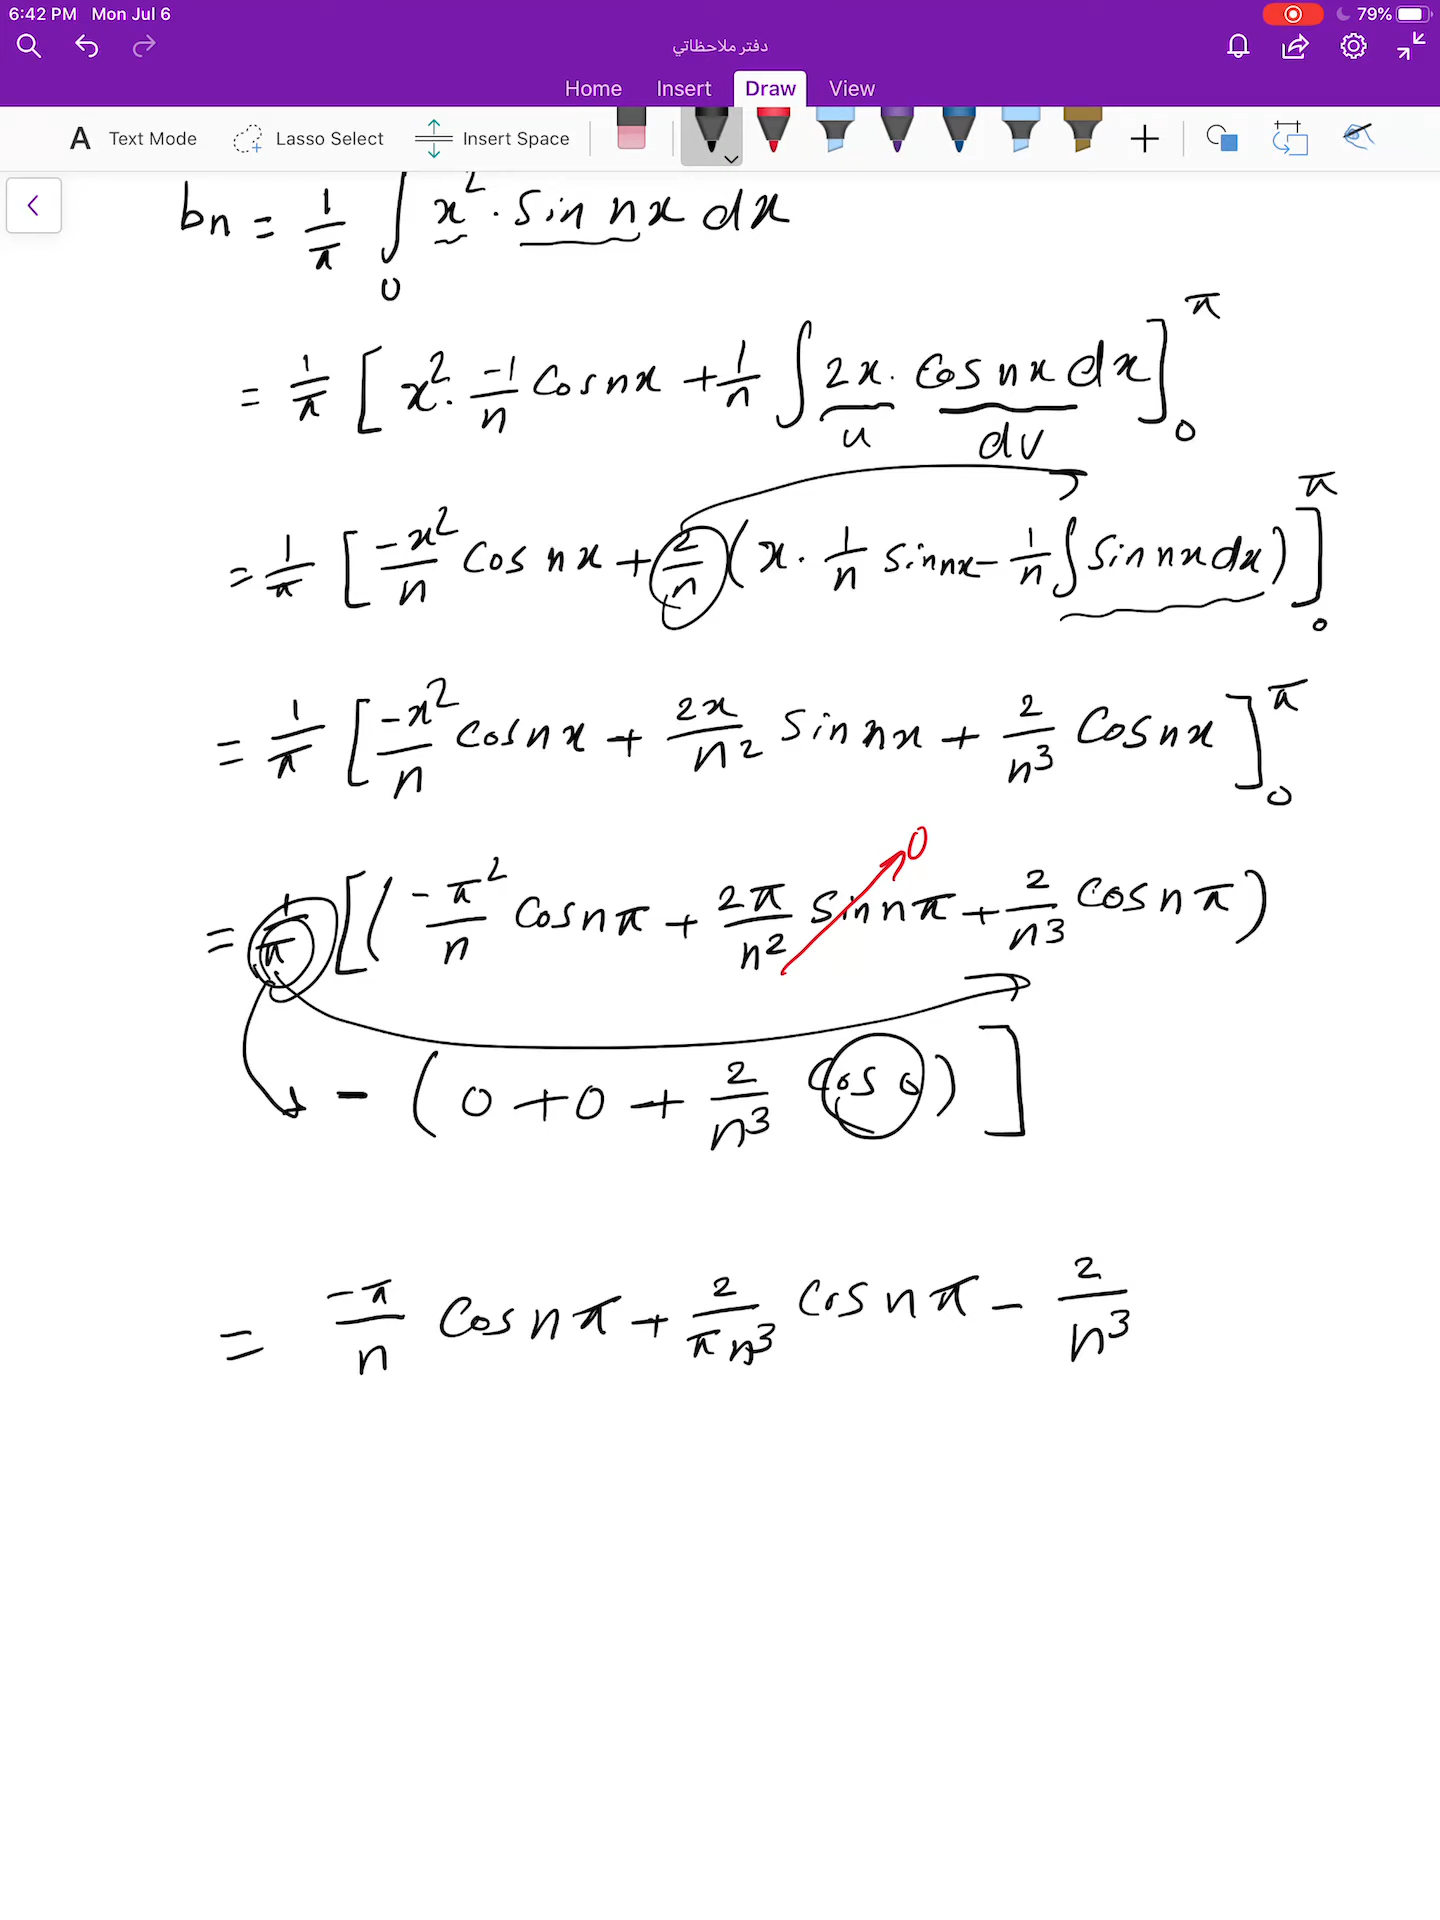 6:42 PM Mon Jul 6 79%
دفتر ملاحظاتي
Home Insert Draw View
A Text Mode Lasso Select Insert Space
bn = 1/π ∫₀ x² · sin nx dx
= 1/π [ x² · -1/n cos nx + 1/n ∫ 2x · cos nx dx ]₀^π
u dv
= 1/π [ -x²/n cos nx + 2/n ( x · 1/n sin nx - 1/n ∫ sin nx dx ) ]₀^π
= 1/π [ -x²/n cos nx + 2x/n² sin nx + 2/n³ cos nx ]₀^π
0
= 1/π [ ( -π²/n cos nπ + 2π/n² sin nπ + 2/n³ cos nπ )
- ( 0 + 0 + 2/n³ cos 0 ) ]
= -π/n cos nπ + 2/πn³ cos nπ - 2/n³